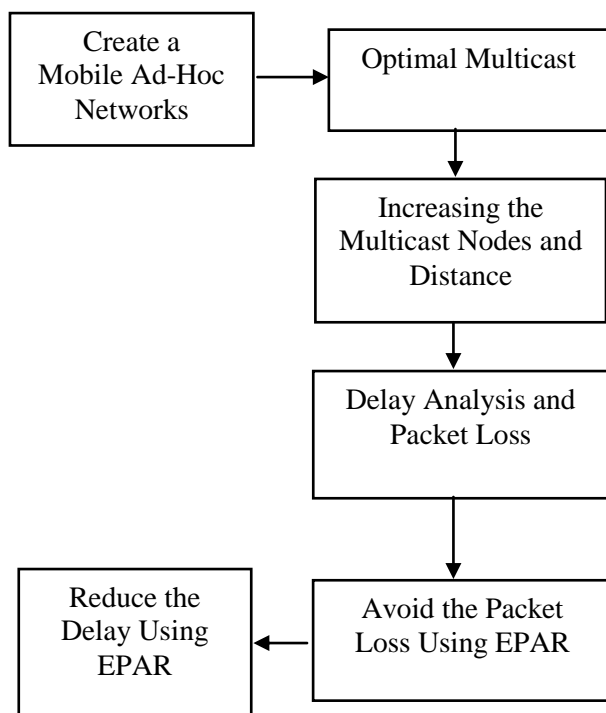 Create a
Mobile Ad-Hoc
Networks
Optimal Multicast
Increasing the
Multicast Nodes and
Distance
Delay Analysis and
Packet Loss
Avoid the Packet
Loss Using EPAR
Reduce the
Delay Using
EPAR